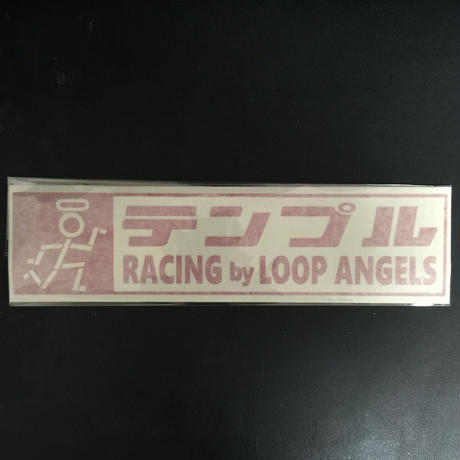 テンプル
RACING by LOOP ANGELS